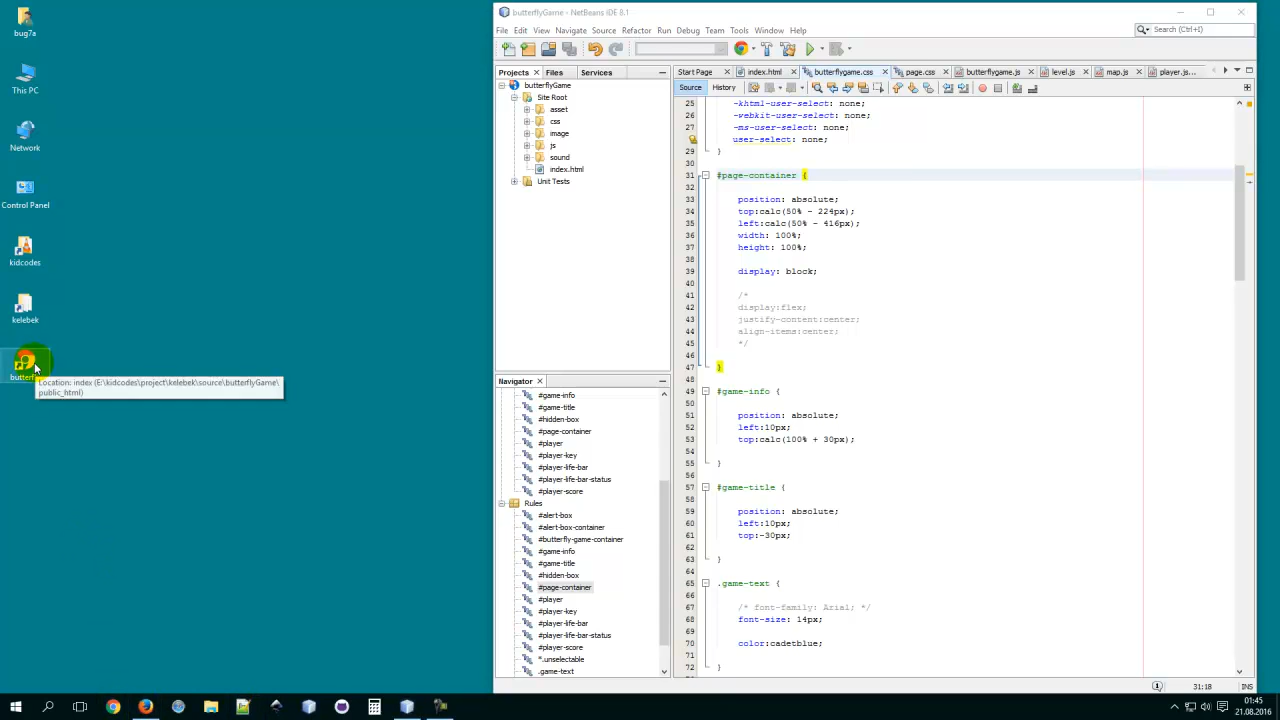 bug7a
This PC
Network
Control Panel
kidcodes
kelebek
Location: index (E:\kidcodes\project\kelebek\source\butterflyGame\
public_html)
butterflyGame - NetBeans IDE 8.1
File Edit View Navigate Source Refactor Run Debug Team Tools Window Help
Search (Ctrl+I)
Projects Files Services
butterflyGame
Site Root
asset
css
image
js
sound
index.html
Unit Tests
Navigator
#game-info
#game-title
#hidden-box
#page-container
#player
#player-key
#player-life-bar
#player-life-bar-status
#player-score
Rules
#alert-box
#alert-box-container
#butterfly-game-container
#game-info
#game-title
#hidden-box
#page-container
#player
#player-key
#player-life-bar
#player-life-bar-status
#player-score
*.unselectable
.game-text
Start Page index.html butterflygame.css page.css butterflygame.js level.js map.js player.js...
Source History
25 -khtml-user-select: none;
26 -webkit-user-select: none;
27 -ms-user-select: none;
user-select: none;
29 }
30
31 #page-container {
32
33 position: absolute;
34 top:calc(50% - 224px);
35 left:calc(50% - 416px);
36 width: 100%;
37 height: 100%;
38
39 display: block;
40
41 /*
42 display:flex;
43 justify-content:center;
44 align-items:center;
45 */
46
47 }
48
49 #game-info {
50
51 position: absolute;
52 left:10px;
53 top:calc(100% + 30px);
54
55 }
56
57 #game-title {
58
59 position: absolute;
60 left:10px;
61 top:-30px;
62
63 }
64
65 .game-text {
66
67 /* font-family: Arial; */
68 font-size: 14px;
69
70 color:cadetblue;
71
72 }
31:18 INS
01:45
21.08.2016